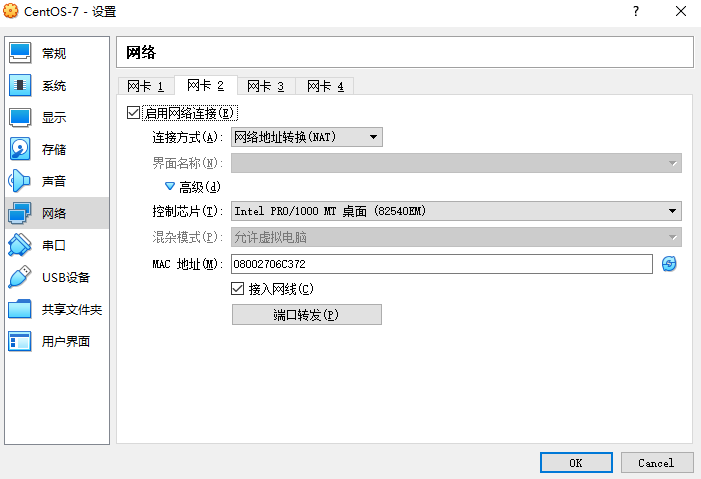 CentOS-7 - 设置
常规
系统
显示
存储
声音
网络
串口
USB设备
共享文件夹
用户界面
网络
网卡 1 网卡 2 网卡 3 网卡 4
启用网络连接(E)
连接方式(A): 网络地址转换(NAT)
界面名称(N):
高级(d)
控制芯片(T): Intel PRO/1000 MT 桌面 (82540EM)
混杂模式(P): 允许虚拟电脑
MAC 地址(M): 08002706C372
接入网线(C)
端口转发(P)
OK Cancel